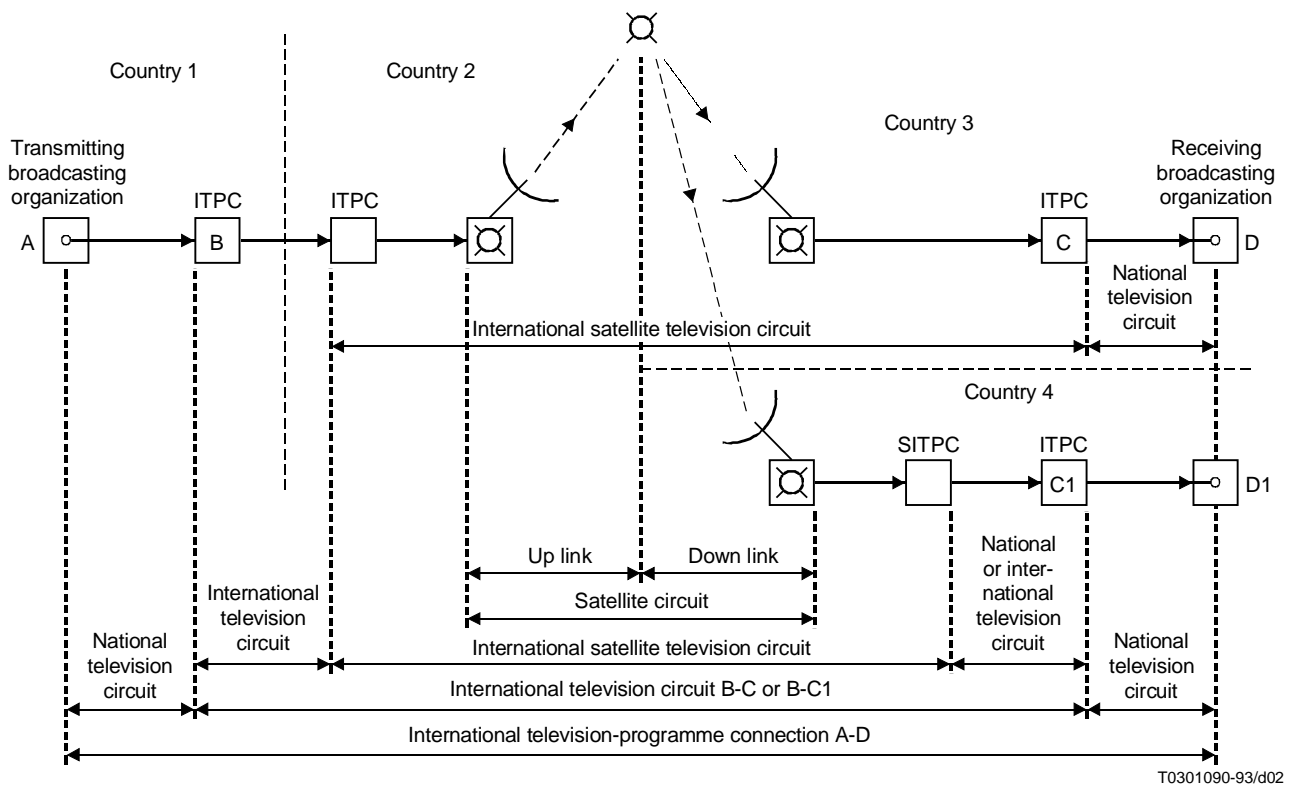 Country 1
Country 2
Country 3
Transmitting
broadcasting
organization
Receiving
broadcasting
organization
ITPC
ITPC
ITPC
A
B
C
D
National
television
circuit
International satellite television circuit
Country 4
SITPC
ITPC
C1
D1
Up link
Down link
National
or inter-
national
television
circuit
International
television
circuit
Satellite circuit
National
television
circuit
International satellite television circuit
National
television
circuit
International television circuit B-C or B-C1
International television-programme connection A-D
T0301090-93/d02